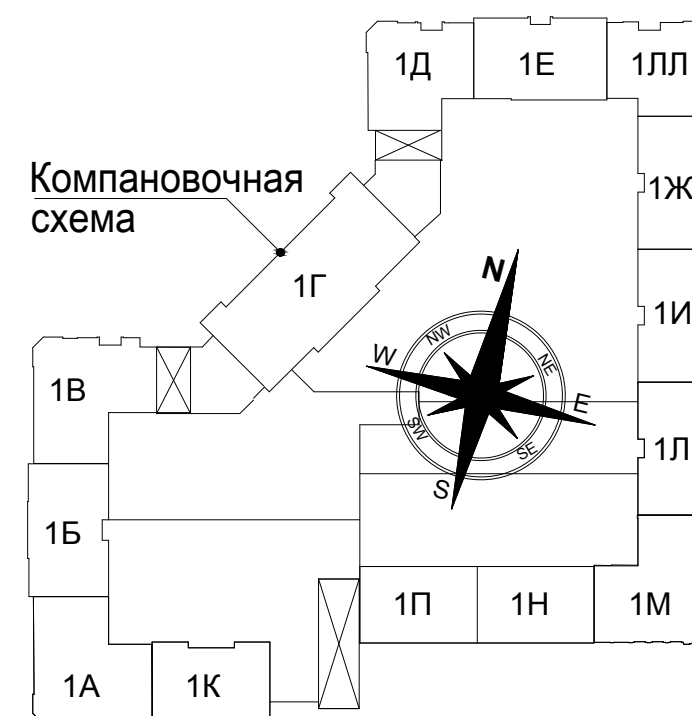 1Д 1Е 1ЛЛ
Компановочная
схема
1Ж
1Г
1И
N
NW
NE
W
E
SW
SE
S
1В
1Л
1Б
1П 1Н 1М
1А 1К